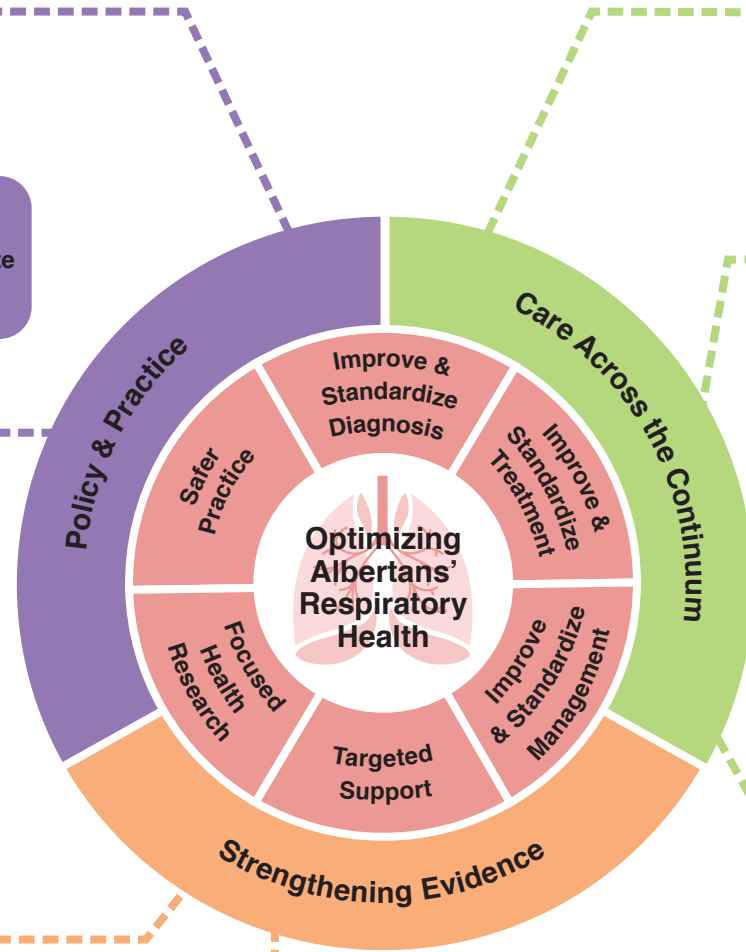 Policy & Practice
Care Across the Continuum
Improve &
Standardize
Diagnosis
Improve &
Standardize
Treatment
Improve
& Standardize
Management
Targeted
Support
Focused
Health
Research
Safer
Practice
Optimizing
Albertans’
Respiratory
Health
Strengthening Evidence